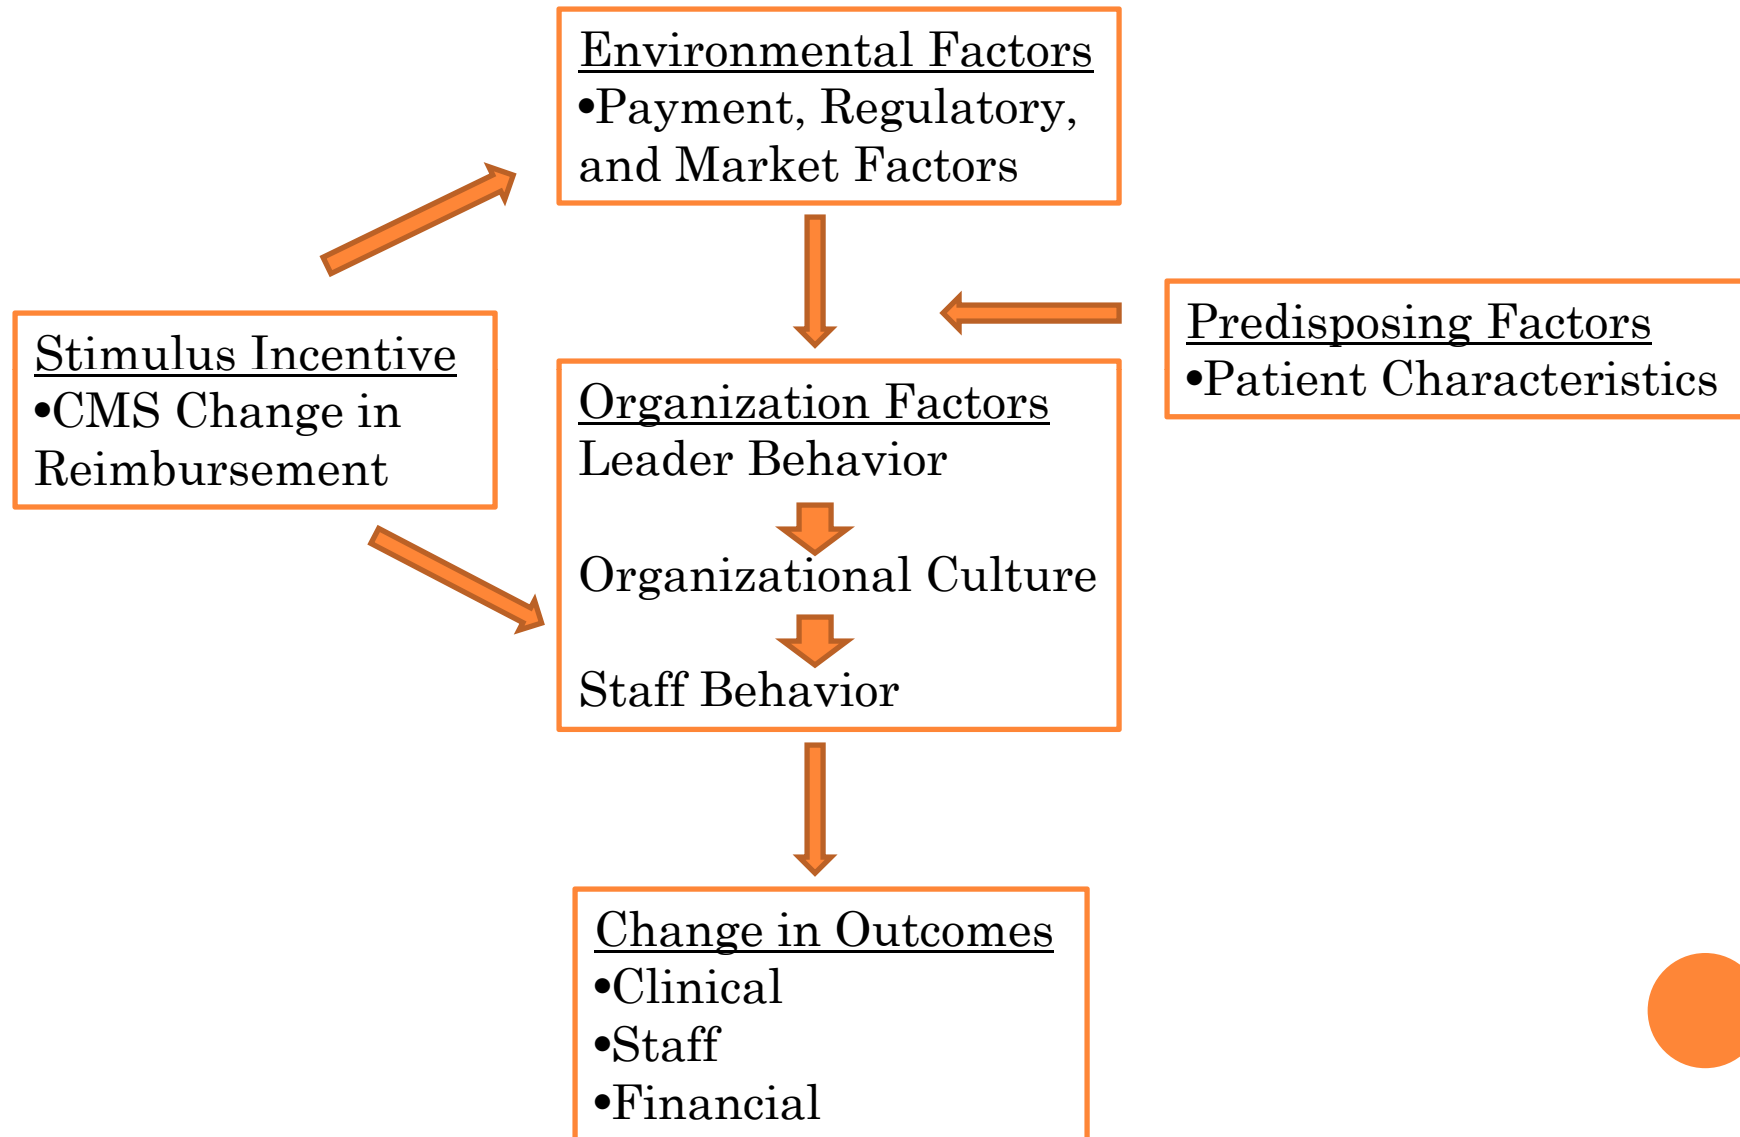 Environmental Factors
•Payment, Regulatory,
and Market Factors
Stimulus Incentive
•CMS Change in
Reimbursement
Predisposing Factors
•Patient Characteristics
Organization Factors
Leader Behavior
Organizational Culture
Staff Behavior
Change in Outcomes
•Clinical
•Staff
•Financial